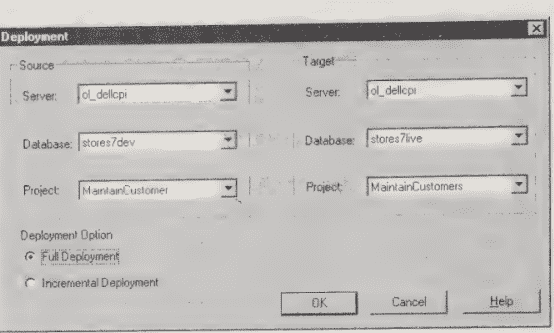 Deployment
Source
Server: ol_dellcpi
Database: stores7dev
Project: MaintainCustomer
Target
Server: ol_dellcpi
Database: stores7live
Project: MaintainCustomers
Deployment Option
Full Deployment
Incremental Deployment
OK Cancel Help